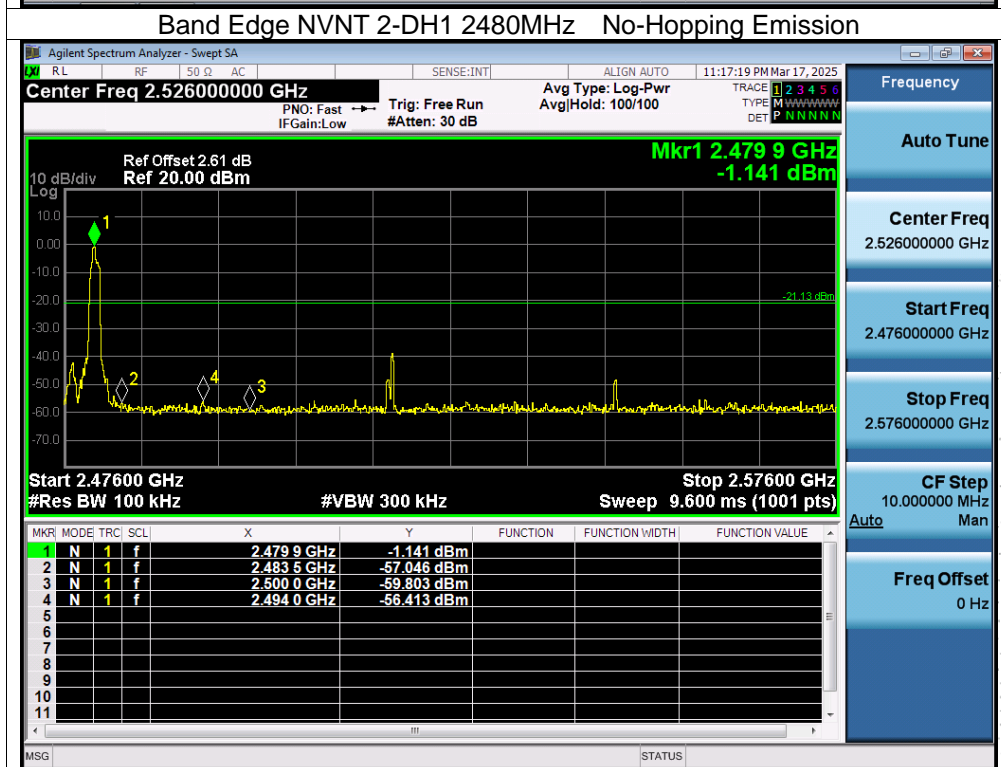 Band Edge NVNT 2-DH1 2480MHz No-Hopping Emission
Agilent Spectrum Analyzer - Swept SA
LXI RL RF 50 Ω AC SENSE:INT ALIGN AUTO 11:17:19 PM Mar 17, 2025
Center Freq 2.526000000 GHz
PNO: Fast
IFGain:Low
Trig: Free Run
#Atten: 30 dB
Avg Type: Log-Pwr
Avg|Hold: 100/100
TRACE 1 2 3 4 5 6
TYPE M WWWWW
DET P N N N N N
Frequency
Auto Tune
Center Freq
2.526000000 GHz
Start Freq
2.476000000 GHz
Stop Freq
2.576000000 GHz
CF Step
10.000000 MHz
Auto Man
Freq Offset
0 Hz
Mkr1 2.479 9 GHz
-1.141 dBm
Ref Offset 2.61 dB
10 dB/div Ref 20.00 dBm
Log
10.0
0.00
-10.0
-20.0
-30.0
-40.0
-50.0
-60.0
-70.0
1
2
4
3
-21.13 dBm
Start 2.47600 GHz Stop 2.57600 GHz
#Res BW 100 kHz #VBW 300 kHz Sweep 9.600 ms (1001 pts)
MKR MODE TRC SCL X Y FUNCTION FUNCTION WIDTH FUNCTION VALUE
1 N 1 f 2.479 9 GHz -1.141 dBm
2 N 1 f 2.483 5 GHz -57.046 dBm
3 N 1 f 2.500 0 GHz -59.803 dBm
4 N 1 f 2.494 0 GHz -56.413 dBm
5
6
7
8
9
10
11
MSG STATUS